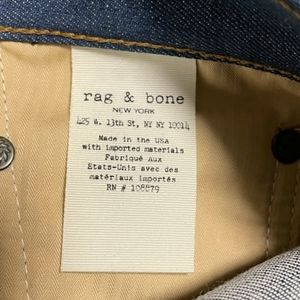 rag & bone
NEW YORK
425 W. 13th St, NY NY 10014
Made in the USA
with imported materials
Fabriqué Aux
États-Unis avec des
matériaux importés
RN # 108879